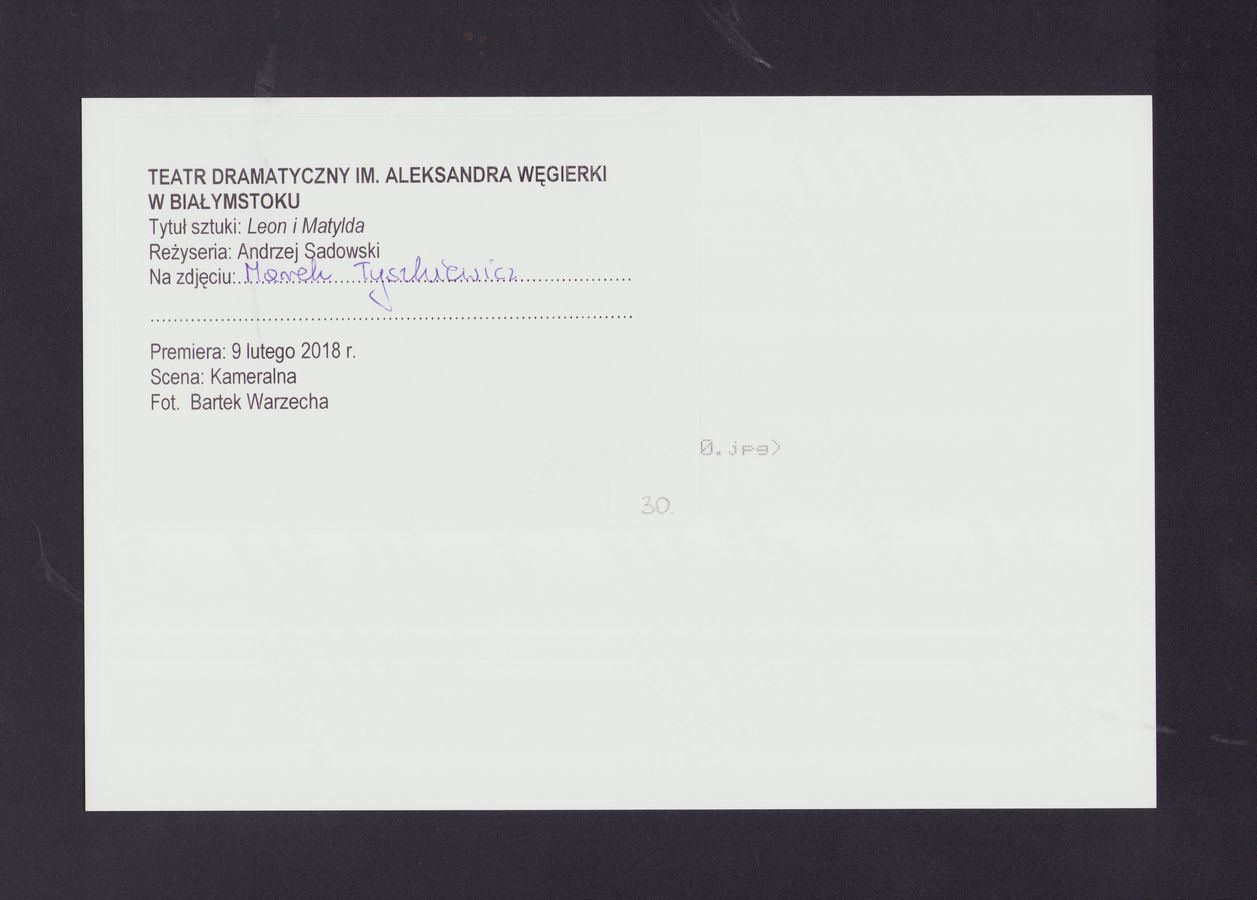 TEATR DRAMATYCZNY IM. ALEKSANDRA WĘGIERKI
W BIAŁYMSTOKU
Tytuł sztuki: Leon i Matylda
Reżyseria: Andrzej Sadowski
Na zdjęciu: Marek Tyszkiewicz
Premiera: 9 lutego 2018 r.
Scena: Kameralna
Fot. Bartek Warzecha
0.jpg>
30.